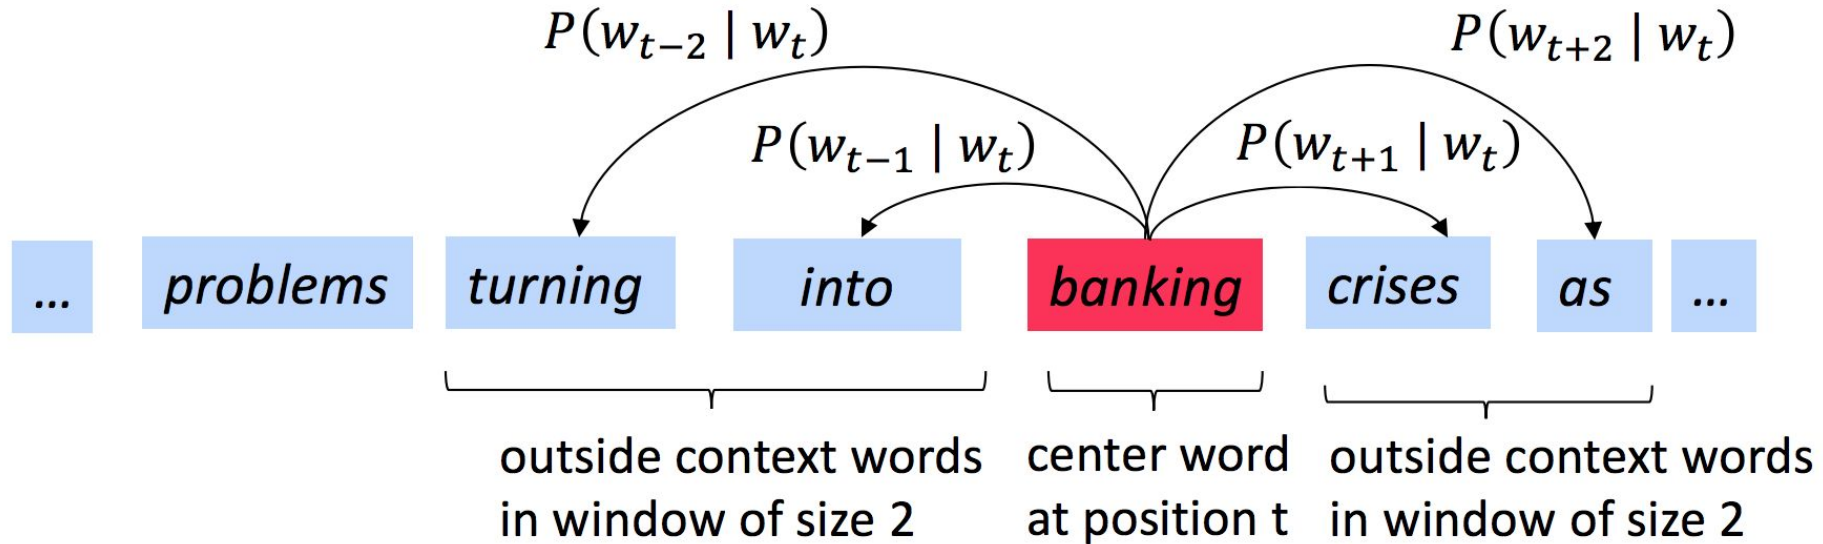 P(w_{t−2} | w_t) P(w_{t+2} | w_t)
P(w_{t−1} | w_t) P(w_{t+1} | w_t)
... problems turning into banking crises as ...
outside context words
in window of size 2
center word
at position t
outside context words
in window of size 2